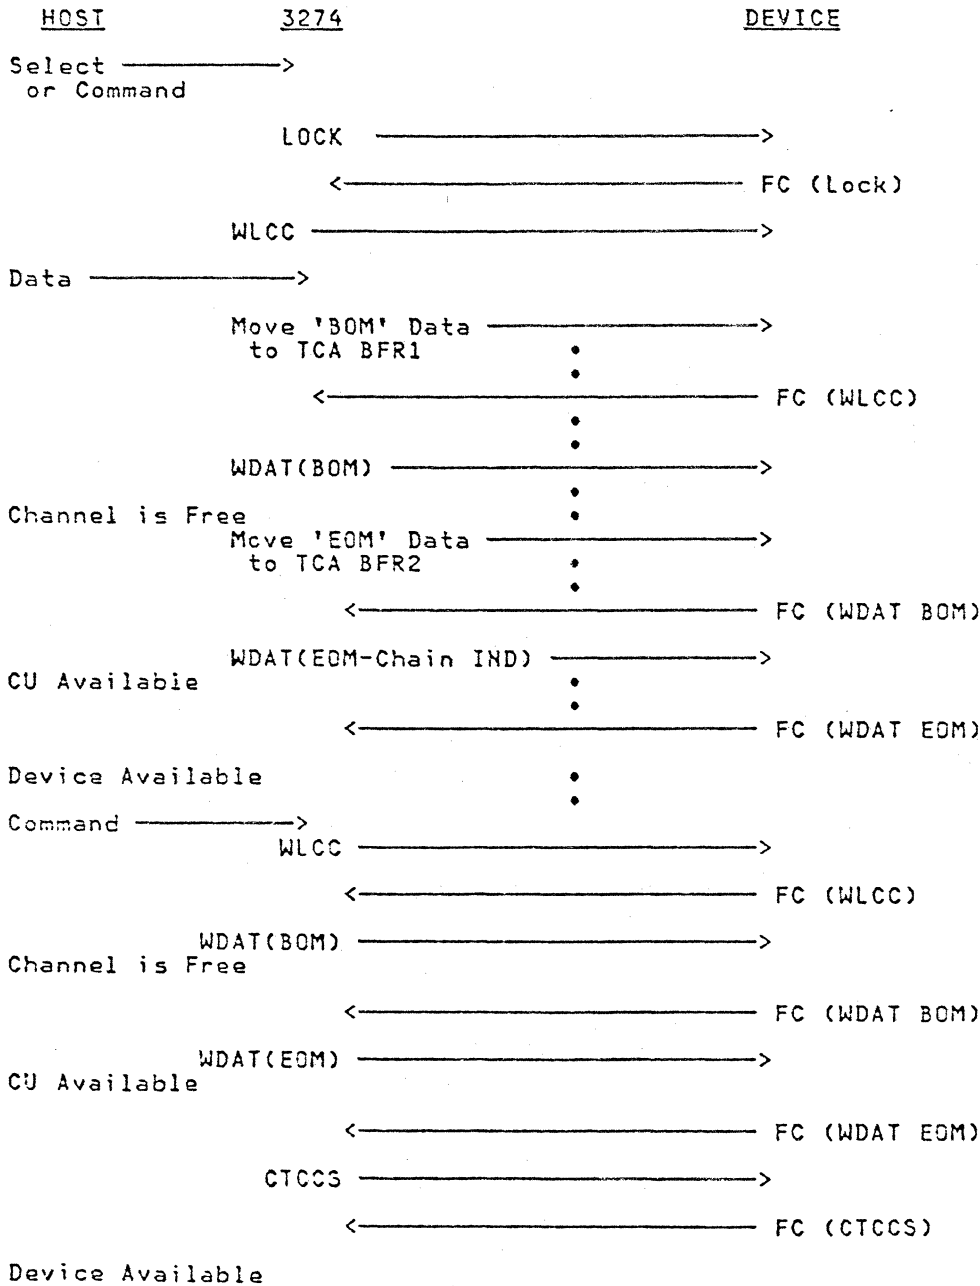 HOST 3274 DEVICE
Select
or Command
LOCK
FC (Lock)
WLCC
Data
Move 'BOM' Data
to TCA BFR1
FC (WLCC)
WDAT(BOM)
Channel is Free
Move 'EOM' Data
to TCA BFR2
FC (WDAT BOM)
WDAT(EOM-Chain IND)
CU Available
FC (WDAT EOM)
Device Available
Command
WLCC
FC (WLCC)
WDAT(BOM)
Channel is Free
FC (WDAT BOM)
WDAT(EOM)
CU Available
FC (WDAT EOM)
CTCCS
FC (CTCCS)
Device Available